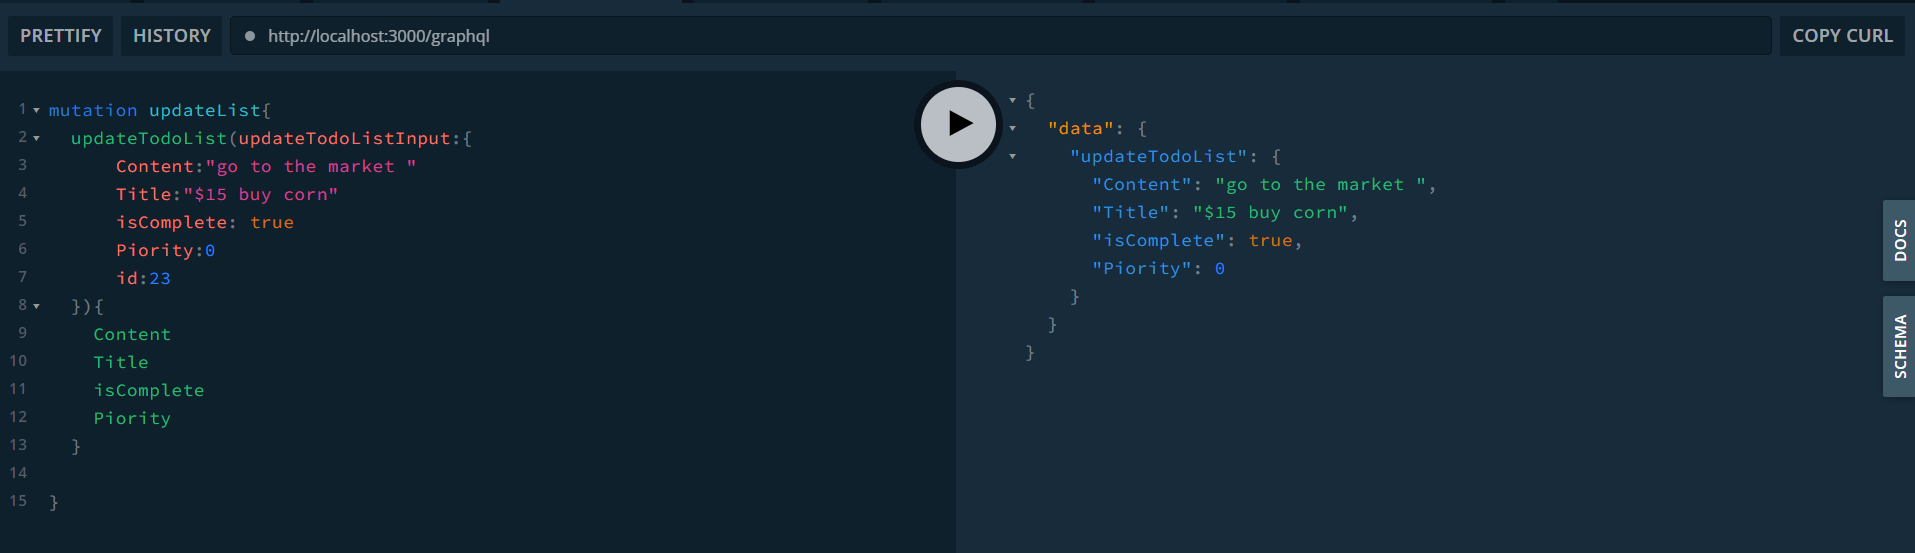 PRETTIFY HISTORY http://localhost:3000/graphql COPY CURL
1 mutation updateList{
2 updateTodoList(updateTodoListInput:{
3 Content:"go to the market "
4 Title:"$15 buy corn"
5 isComplete: true
6 Piority:0
7 id:23
8 }){
9 Content
10 Title
11 isComplete
12 Piority
13 }
14
15 }
{
"data": {
"updateTodoList": {
"Content": "go to the market ",
"Title": "$15 buy corn",
"isComplete": true,
"Piority": 0
}
}
}
DOCS
SCHEMA